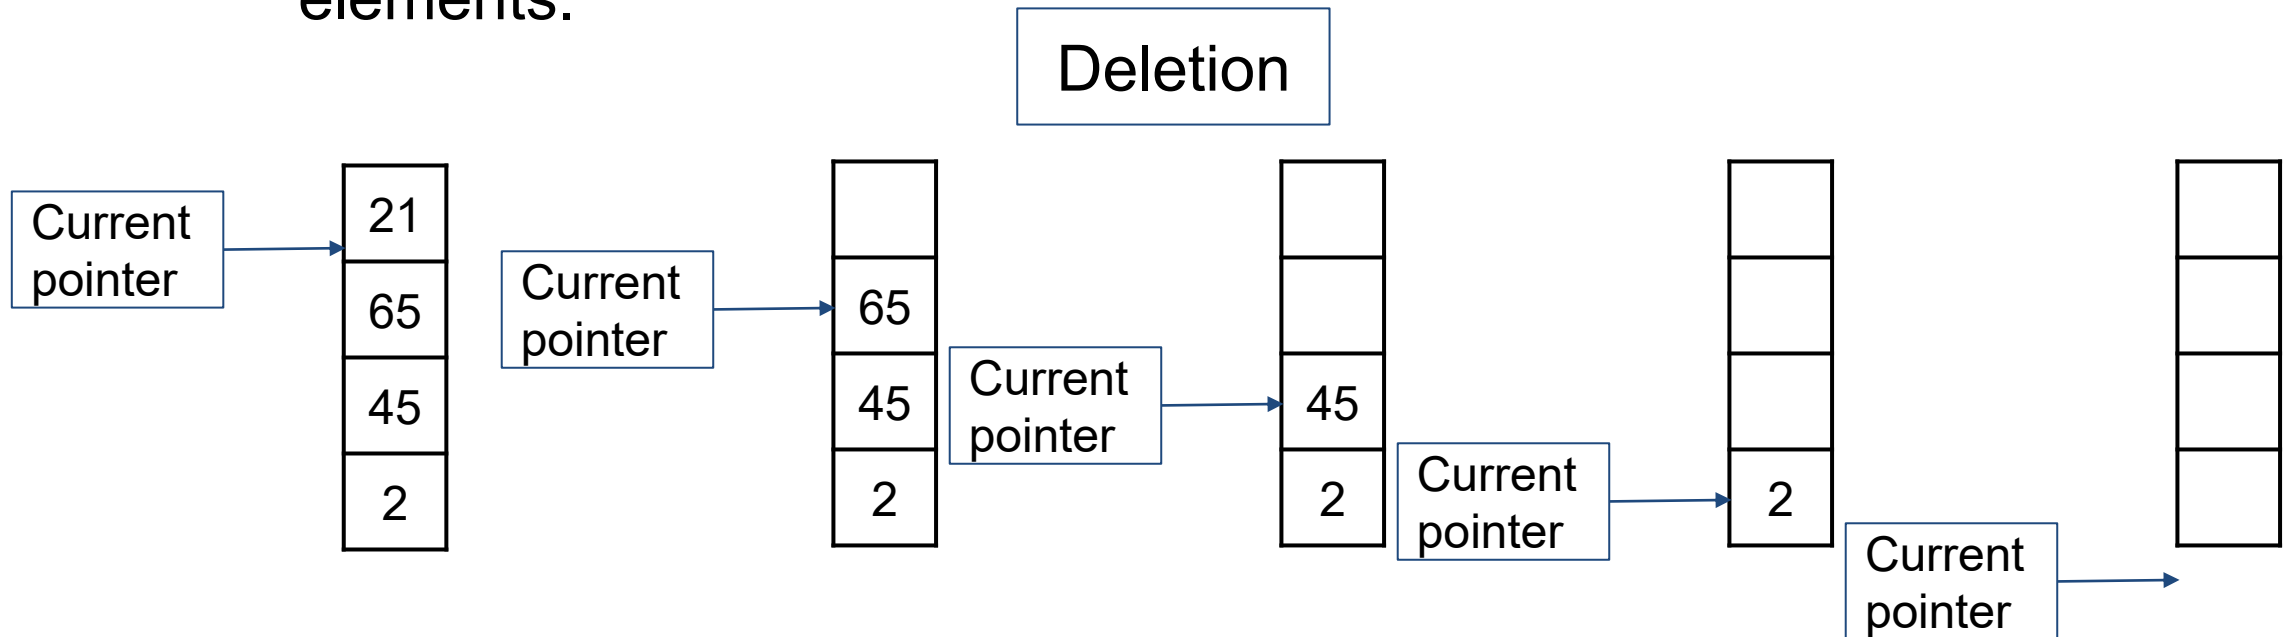 elements.
Deletion
Current
pointer
21
65
45
2
Current
pointer
65
45
2
Current
pointer
45
2
Current
pointer
2
Current
pointer